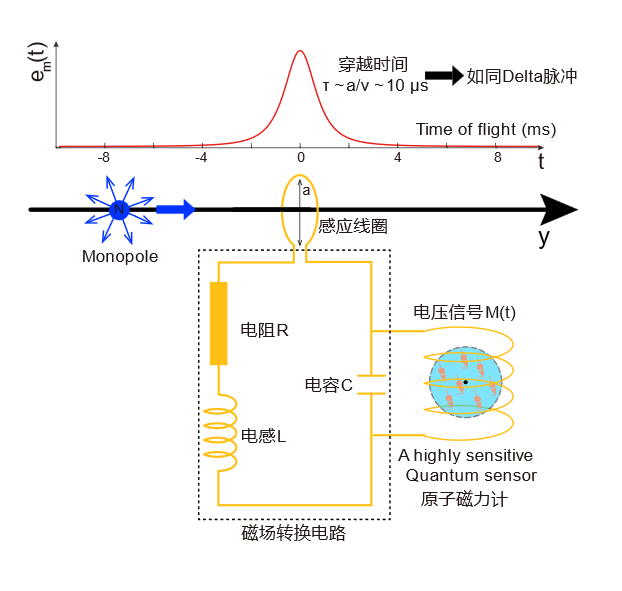 eₘ(t)
穿越时间
τ ~a/v ~10 μs
如同Delta脉冲
Time of flight (ms)
-8 -4 0 4 8 t
a
N
感应线圈
y
Monopole
电压信号M(t)
电阻R
电容C
电感L
A highly sensitive
Quantum sensor
原子磁力计
磁场转换电路